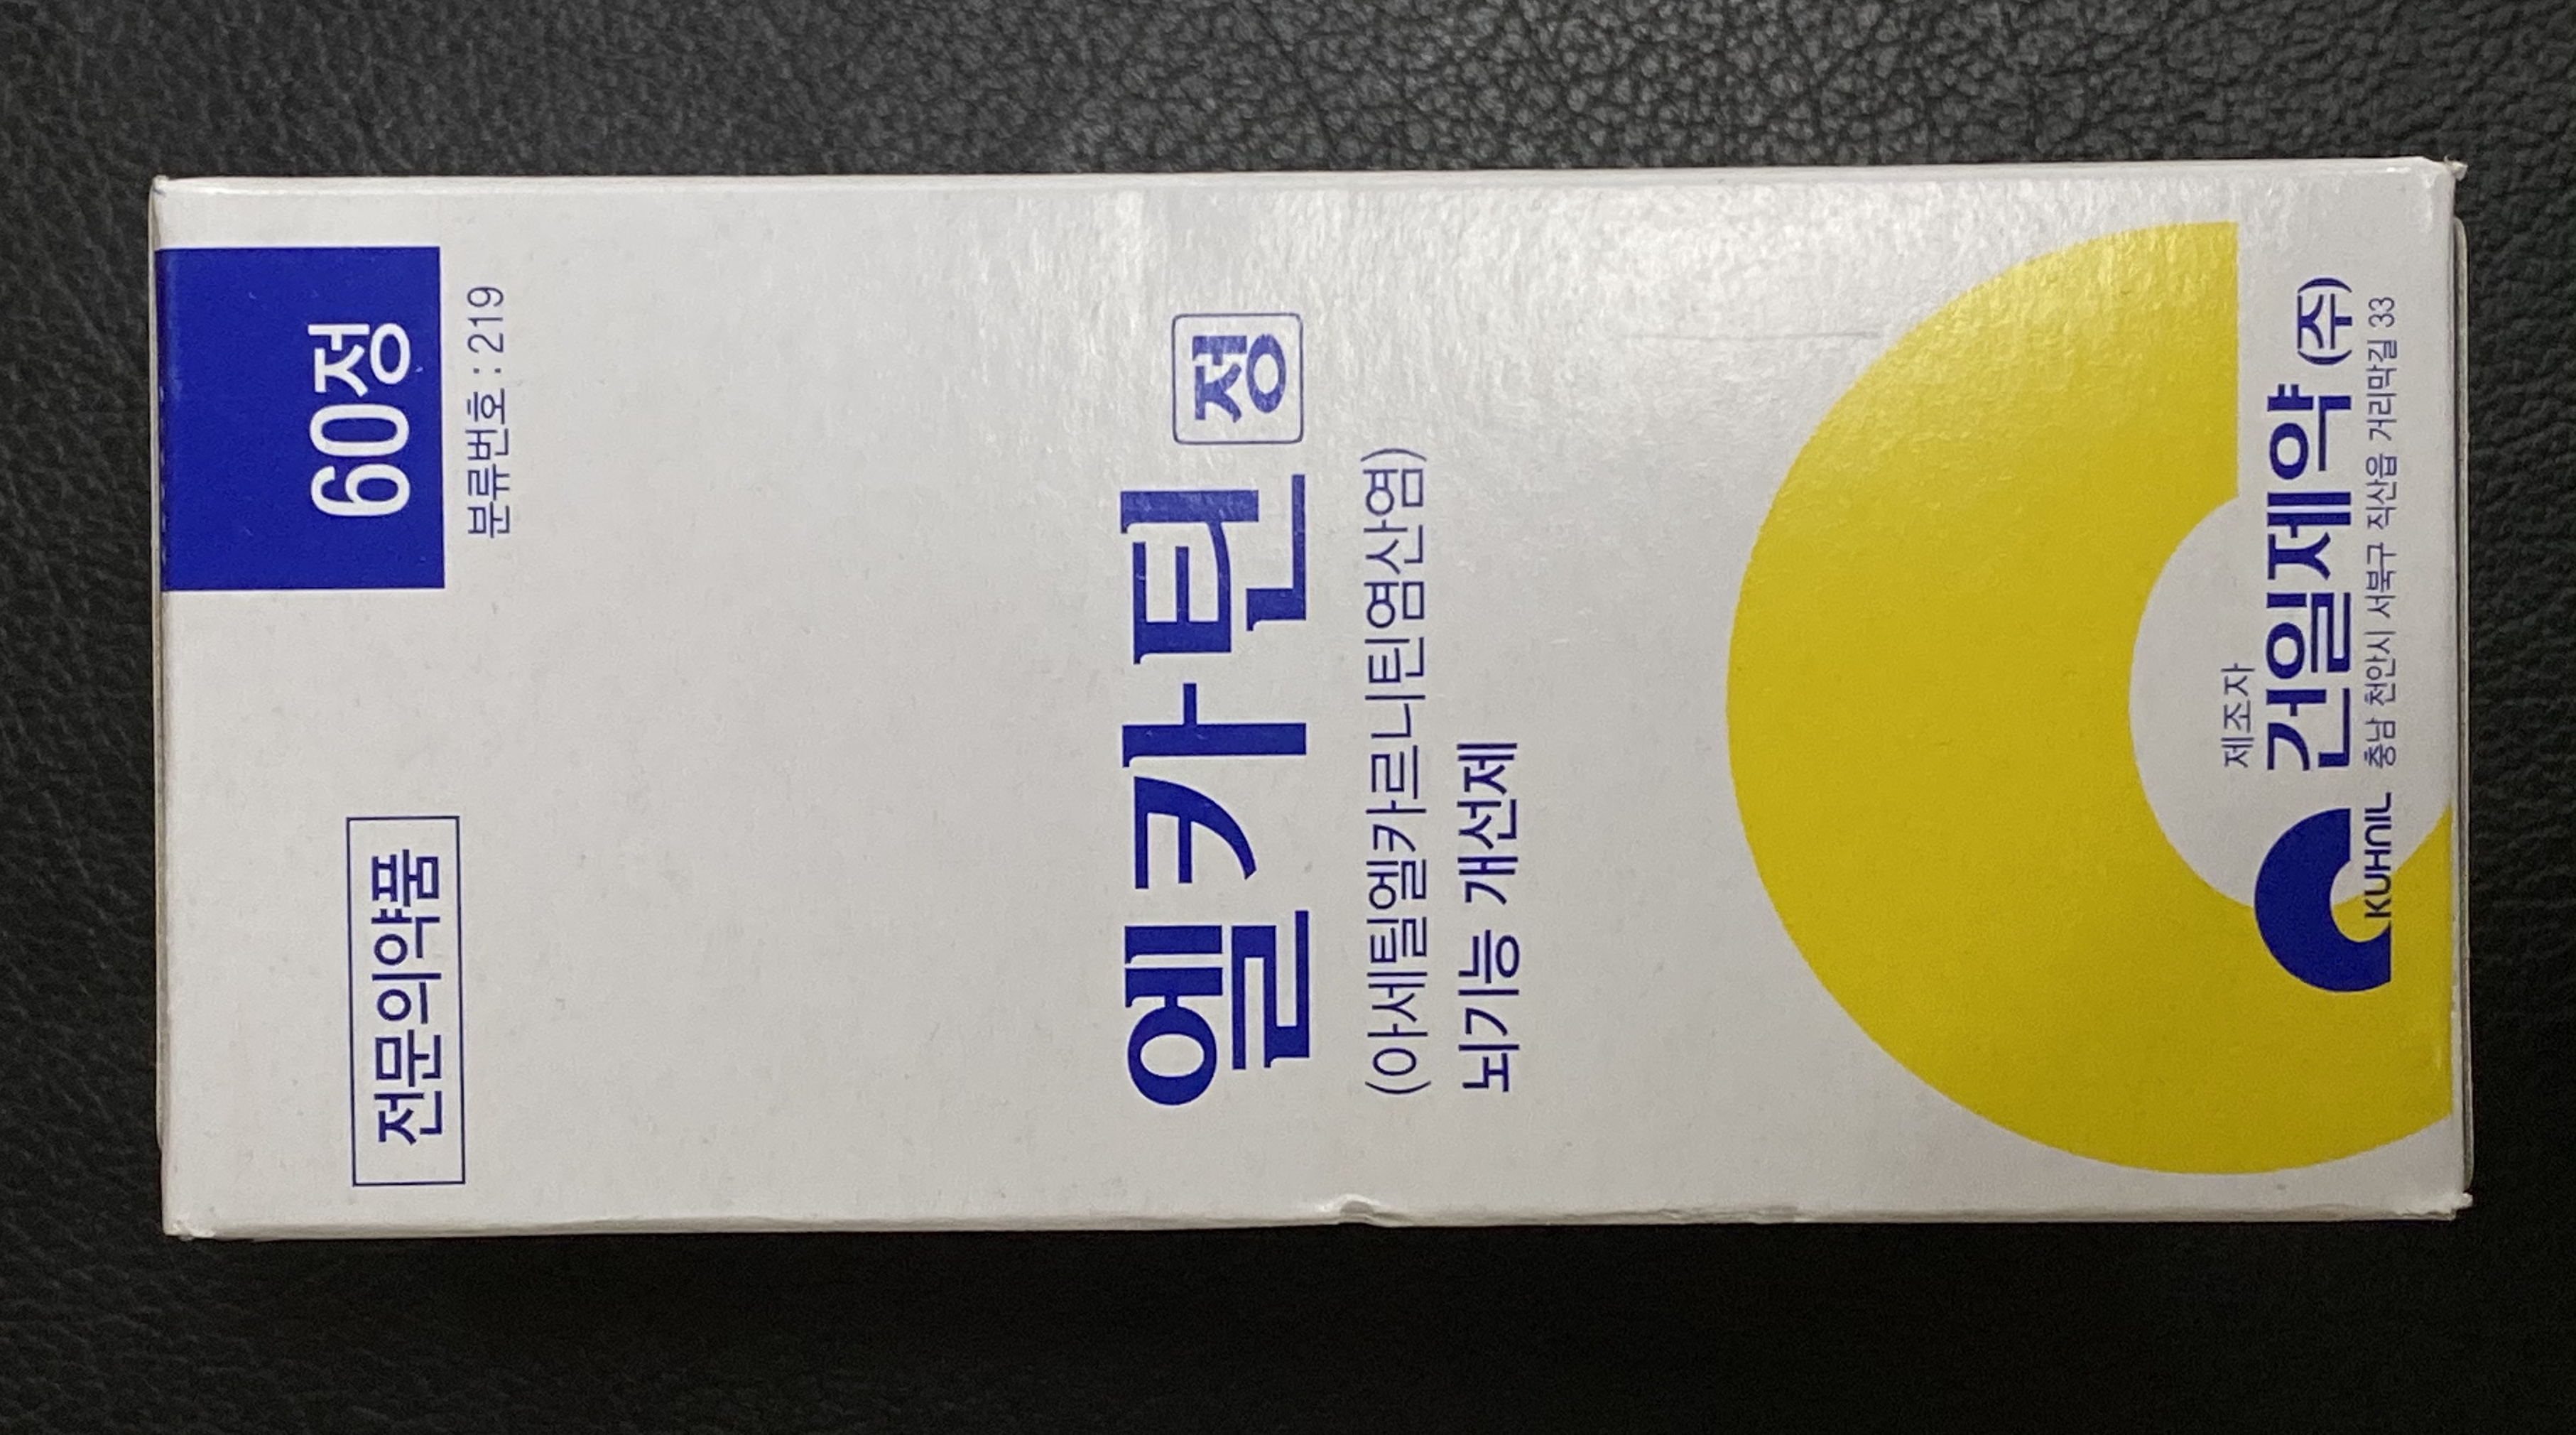 전문의약품
60정
분류번호 : 219
엘카틴 정
(아세틸엘카르니틴염산염)
뇌기능 개선제
제조자
건일제약 (주)
KUHNIL
충남 천안시 서북구 직산읍 거리막길 33